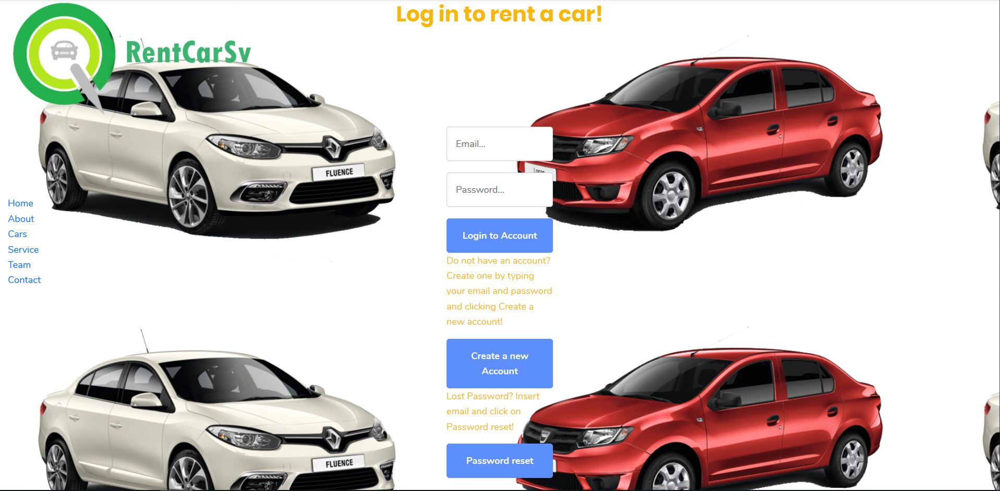 Log in to rent a car!
RentCarSv
FLUENCE
Email...
Password...
Login to Account
Do not have an account?
Create one by typing
your email and password
and clicking Create a
new account!
Home
About
Cars
Service
Team
Contact
Create a new
Account
Lost Password? Insert
email and click on
Password reset!
Password reset
FLUENCE